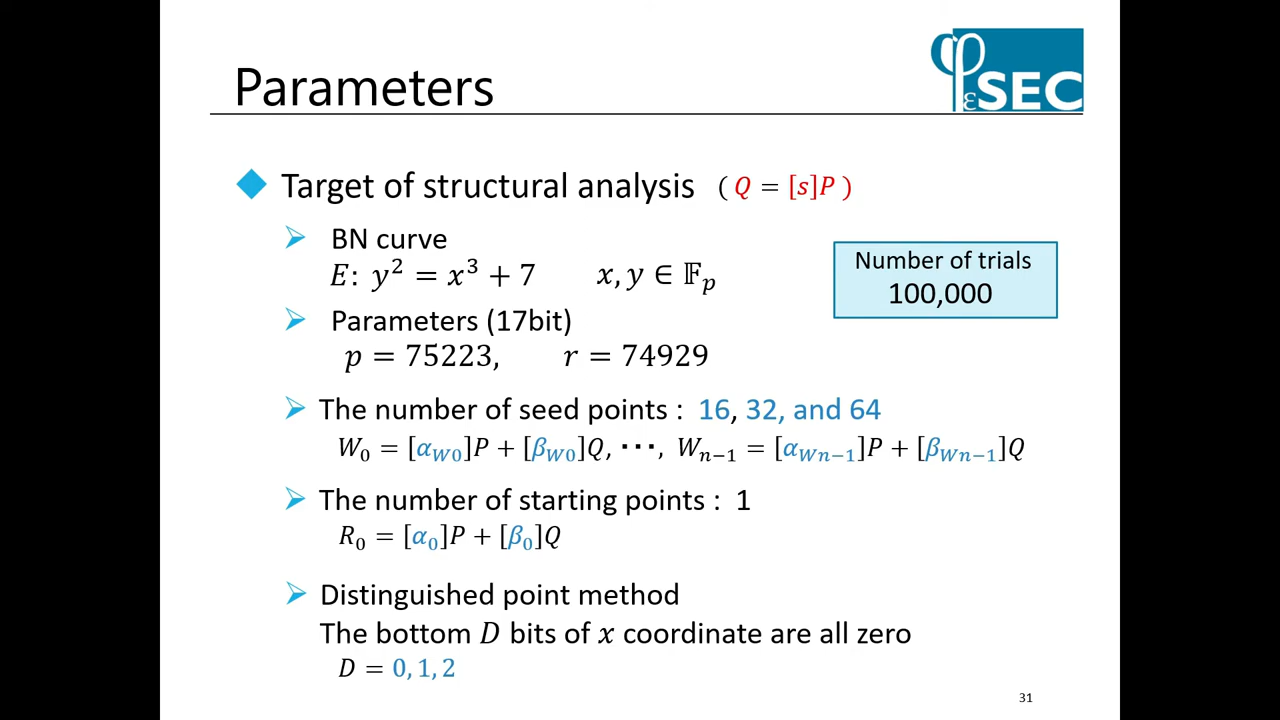 Parameters
φεSEC
Target of structural analysis ( Q = [s]P )
BN curve
E: y² = x³ + 7 x, y ∈ 𝔽ₚ
Number of trials
100,000
Parameters (17bit)
p = 75223, r = 74929
The number of seed points : 16, 32, and 64
W₀ = [α_{W0}]P + [β_{W0}]Q, ⋯, W_{n−1} = [α_{Wn−1}]P + [β_{Wn−1}]Q
The number of starting points : 1
R₀ = [α₀]P + [β₀]Q
Distinguished point method
The bottom D bits of x coordinate are all zero
D = 0, 1, 2
31